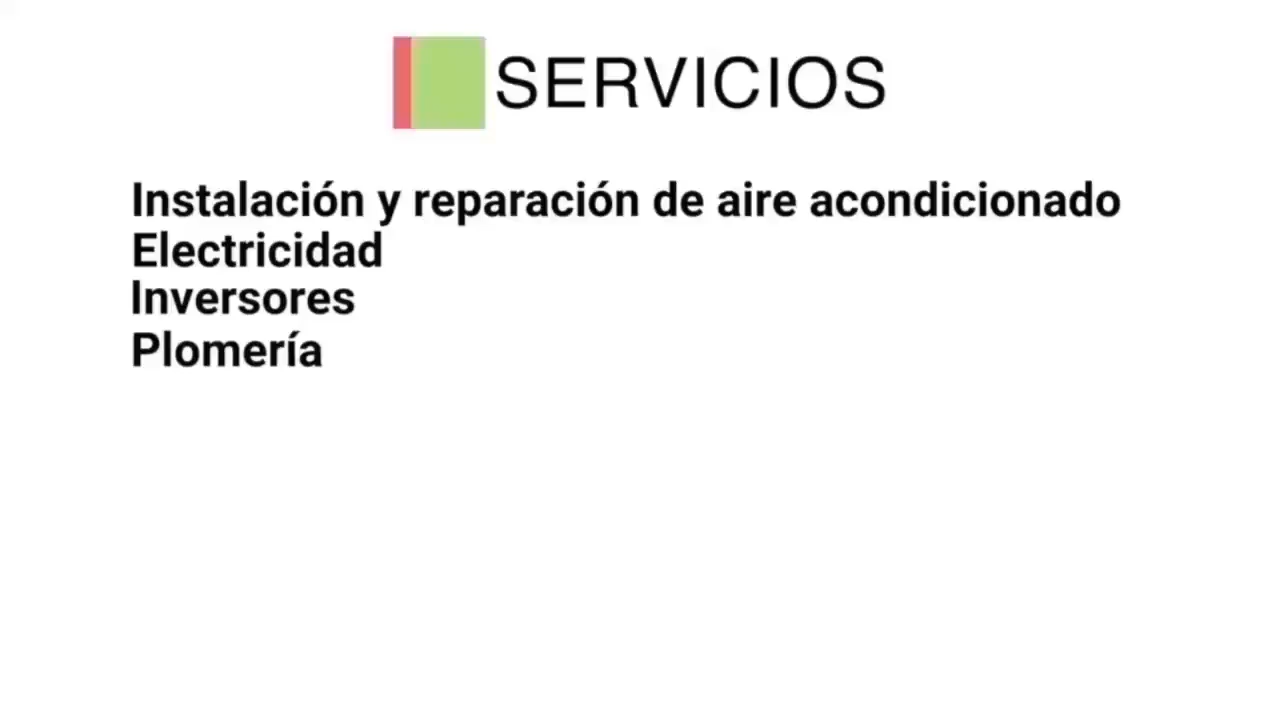 SERVICIOS
Instalación y reparación de aire acondicionado
Electricidad
Inversores
Plomería